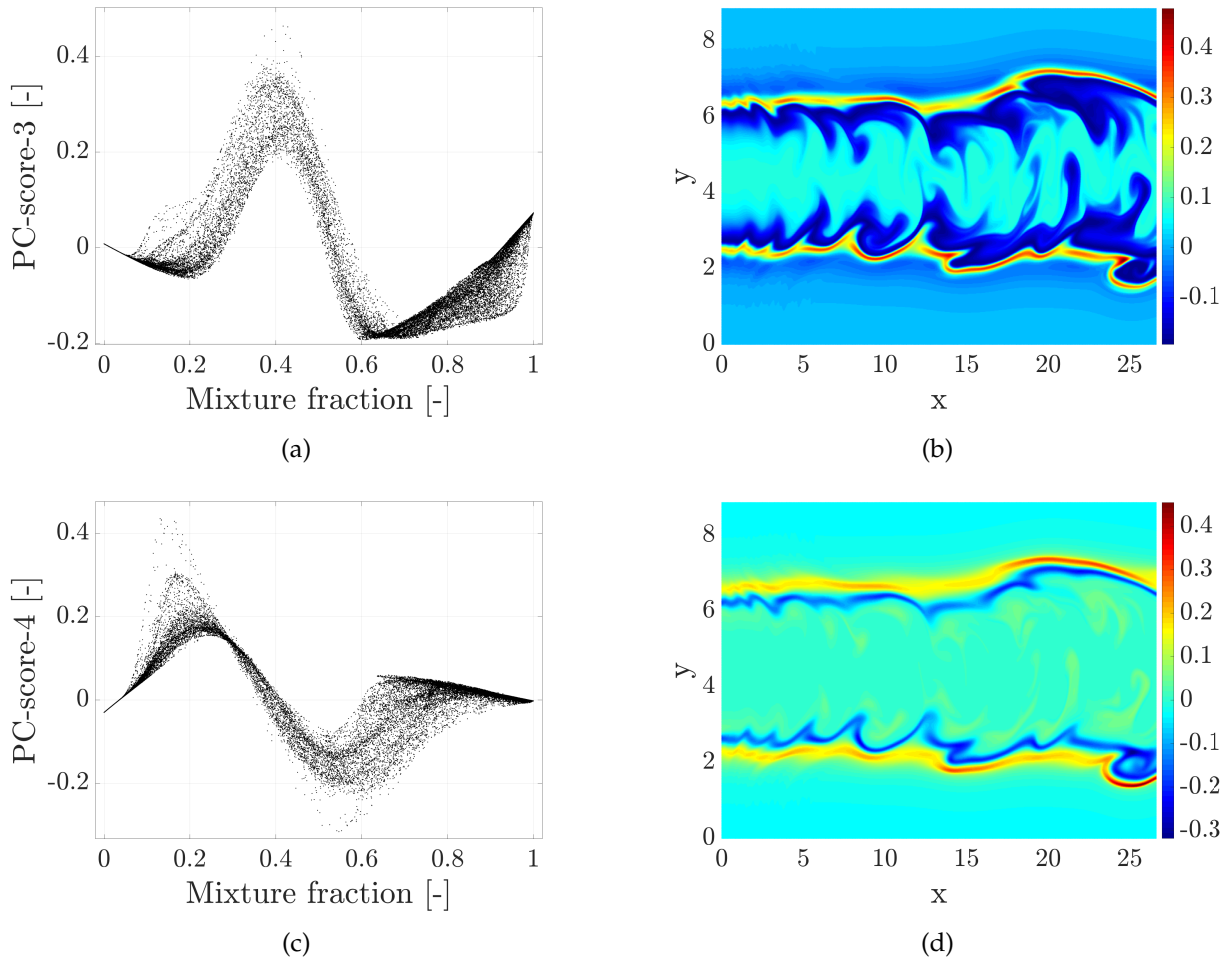 PC-score-3 [-]
0.4
0.2
0
-0.2
0 0.2 0.4 0.6 0.8 1
Mixture fraction [-]
(a)
y
8
6
4
2
0
0 5 10 15 20 25
x
0.4
0.3
0.2
0.1
0
-0.1
(b)
PC-score-4 [-]
0.4
0.2
0
-0.2
0 0.2 0.4 0.6 0.8 1
Mixture fraction [-]
(c)
y
8
6
4
2
0
0 5 10 15 20 25
x
0.4
0.3
0.2
0.1
0
-0.1
-0.2
-0.3
(d)